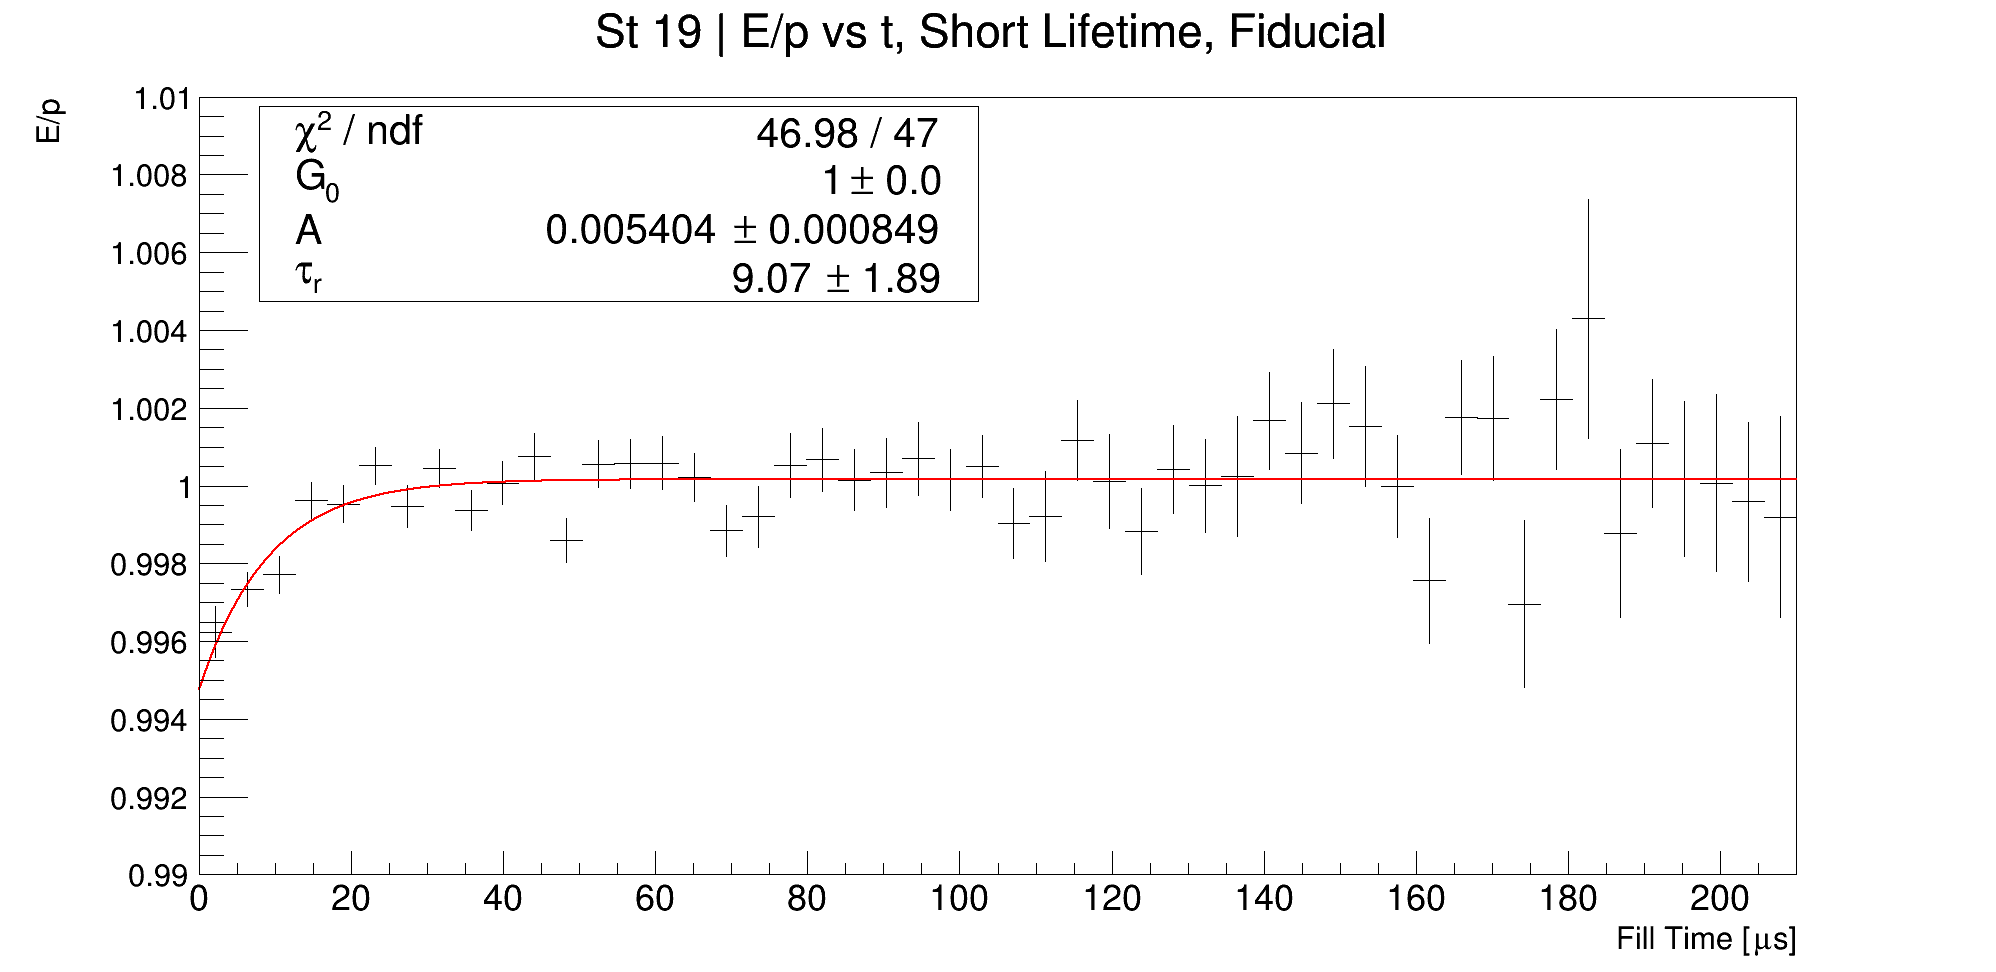 St 19 | E/p vs t, Short Lifetime, Fiducial
E/p
1.01
1.008
1.006
1.004
1.002
1
0.998
0.996
0.994
0.992
0.99
χ² / ndf 46.98 / 47
G₀ 1 ± 0.0
A 0.005404 ± 0.000849
τᵣ 9.07 ± 1.89
0 20 40 60 80 100 120 140 160 180 200
Fill Time [μs]